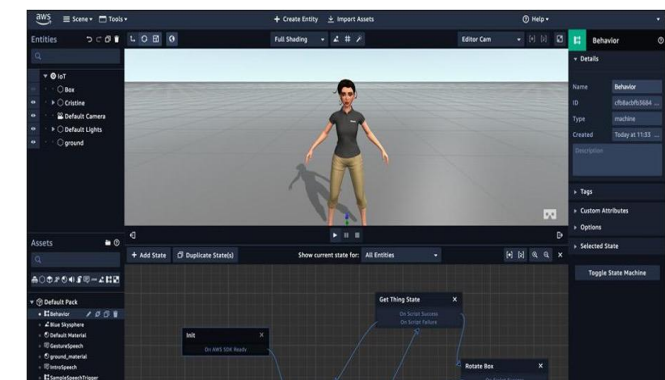 aws Scene Tools + Create Entity Import Assets Help
Entities Full Shading Editor Cam Behavior
Details
IoT
Box
Cristine
Default Camera
Default Lights
ground
Name Behavior
ID cfb8acbfb3684 ...
Type machine
Created Today at 11:33 ...
Description
Tags
Custom Attributes
Options
Selected State
Toggle State Machine
Assets
+ Add State Duplicate State(s) Show current state for: All Entities
Default Pack
Behavior
Blue Skysphere
Default Material
GestureSpeech
ground_material
IntroSpeech
SampleSpeechTrigger
Get Thing State X
On Script Success
On Script Failure
Init X
On AWS SDK Ready
Rotate Box X